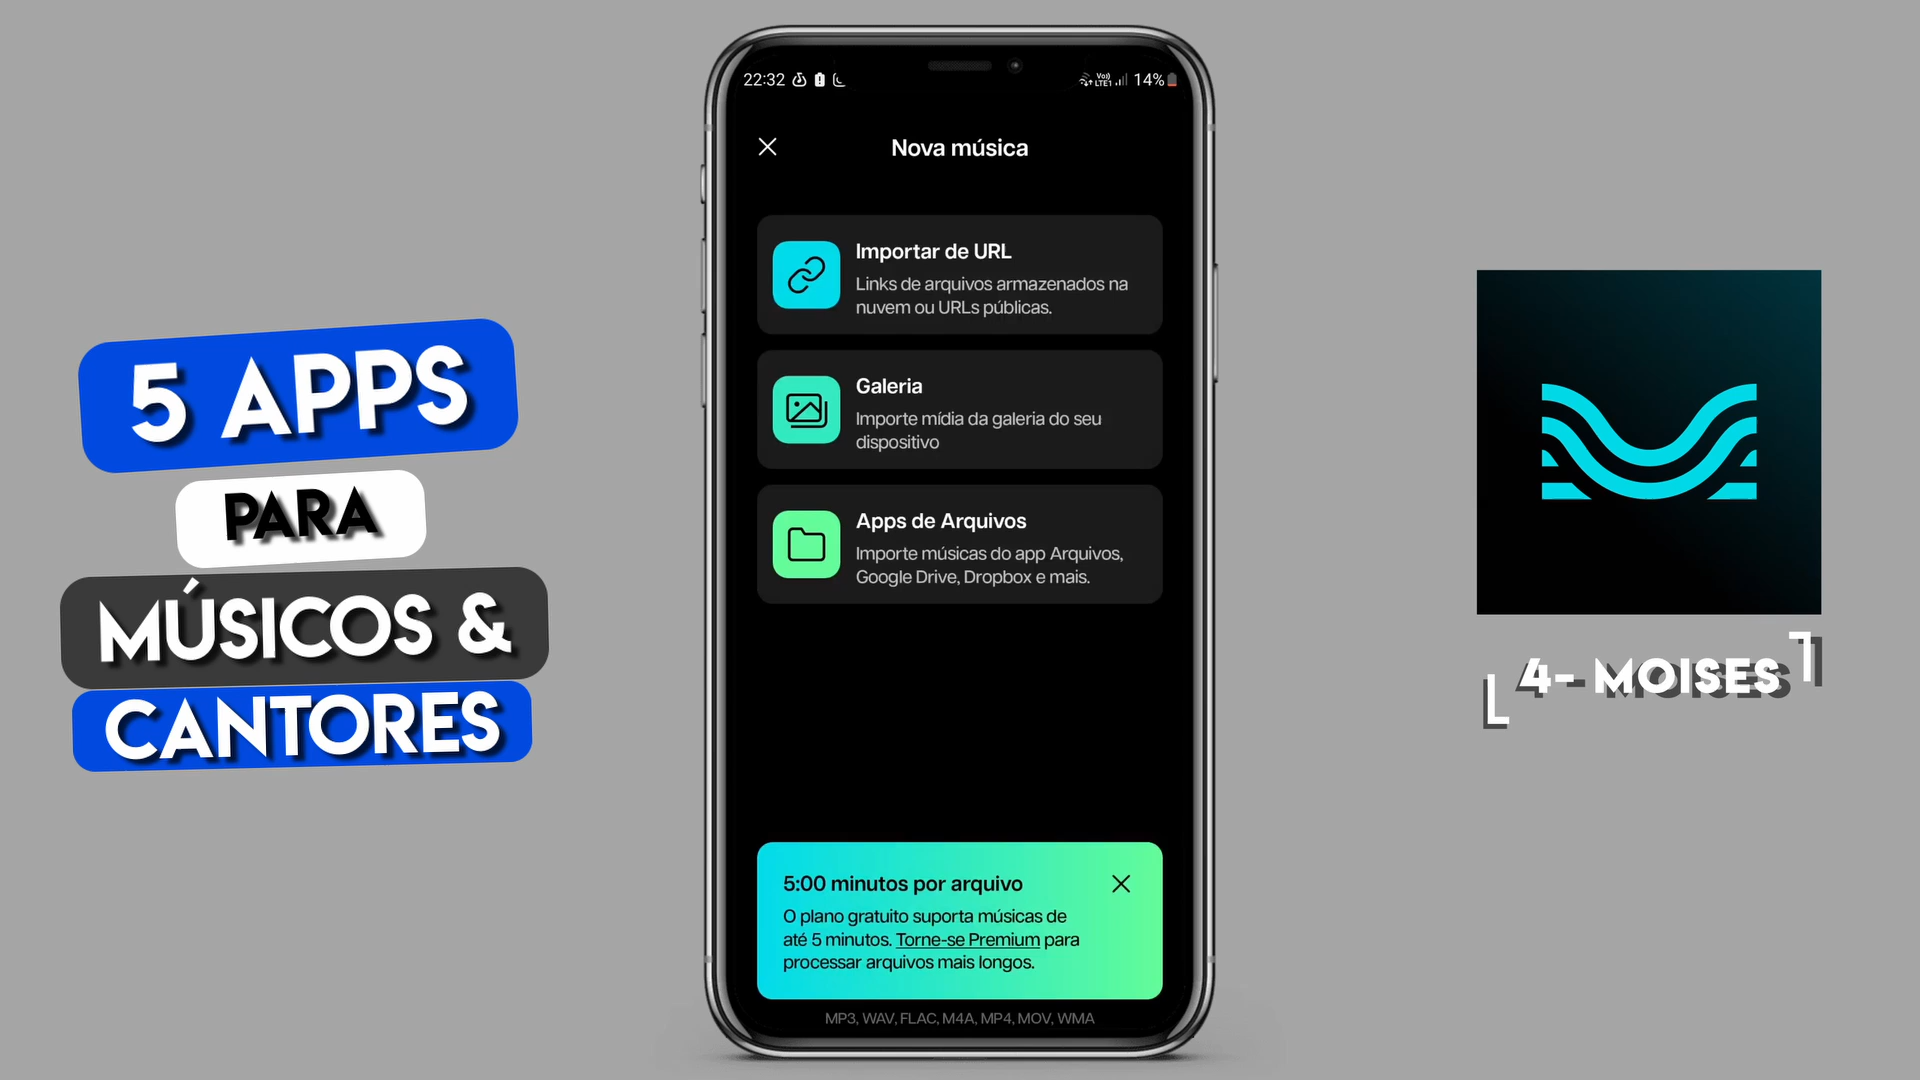 5 APPS
PARA
MÚSICOS &
CANTORES
22:32
14%
Nova música
Importar de URL
Links de arquivos armazenados na
nuvem ou URLs públicas.
Galeria
Importe mídia da galeria do seu
dispositivo
Apps de Arquivos
Importe músicas do app Arquivos,
Google Drive, Dropbox e mais.
5:00 minutos por arquivo
O plano gratuito suporta músicas de
até 5 minutos. Torne-se Premium para
processar arquivos mais longos.
MP3, WAV, FLAC, M4A, MP4, MOV, WMA
4- MOISES